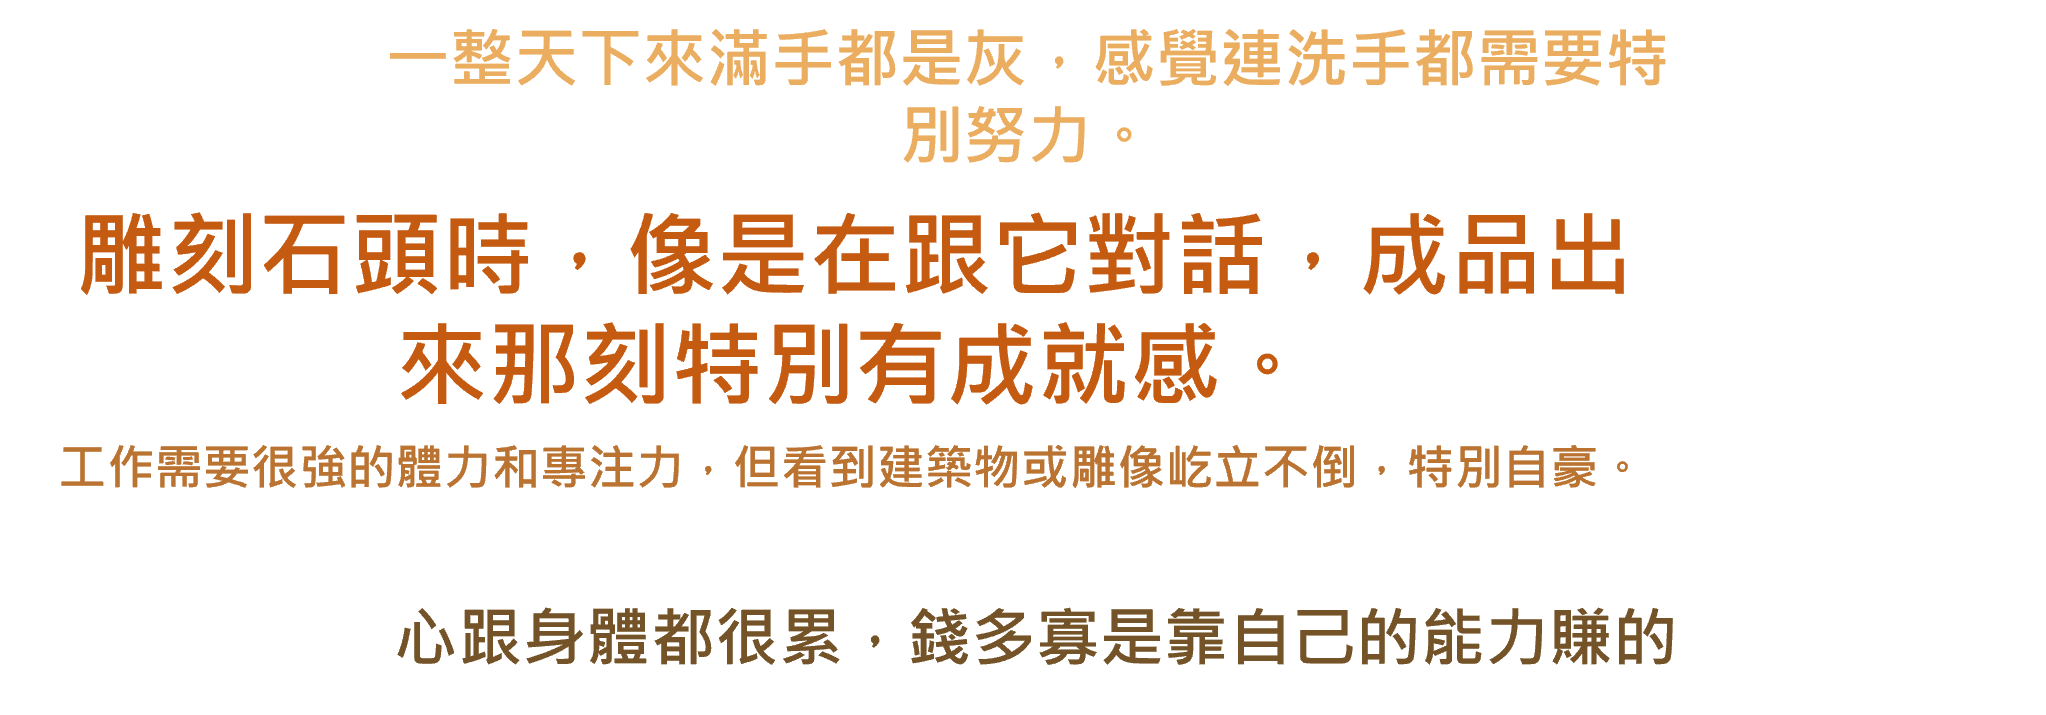 一整天下來滿手都是灰，感覺連洗手都需要特
別努力。
雕刻石頭時，像是在跟它對話，成品出
來那刻特別有成就感。
工作需要很強的體力和專注力，但看到建築物或雕像屹立不倒，特別自豪。
心跟身體都很累，錢多寡是靠自己的能力賺的